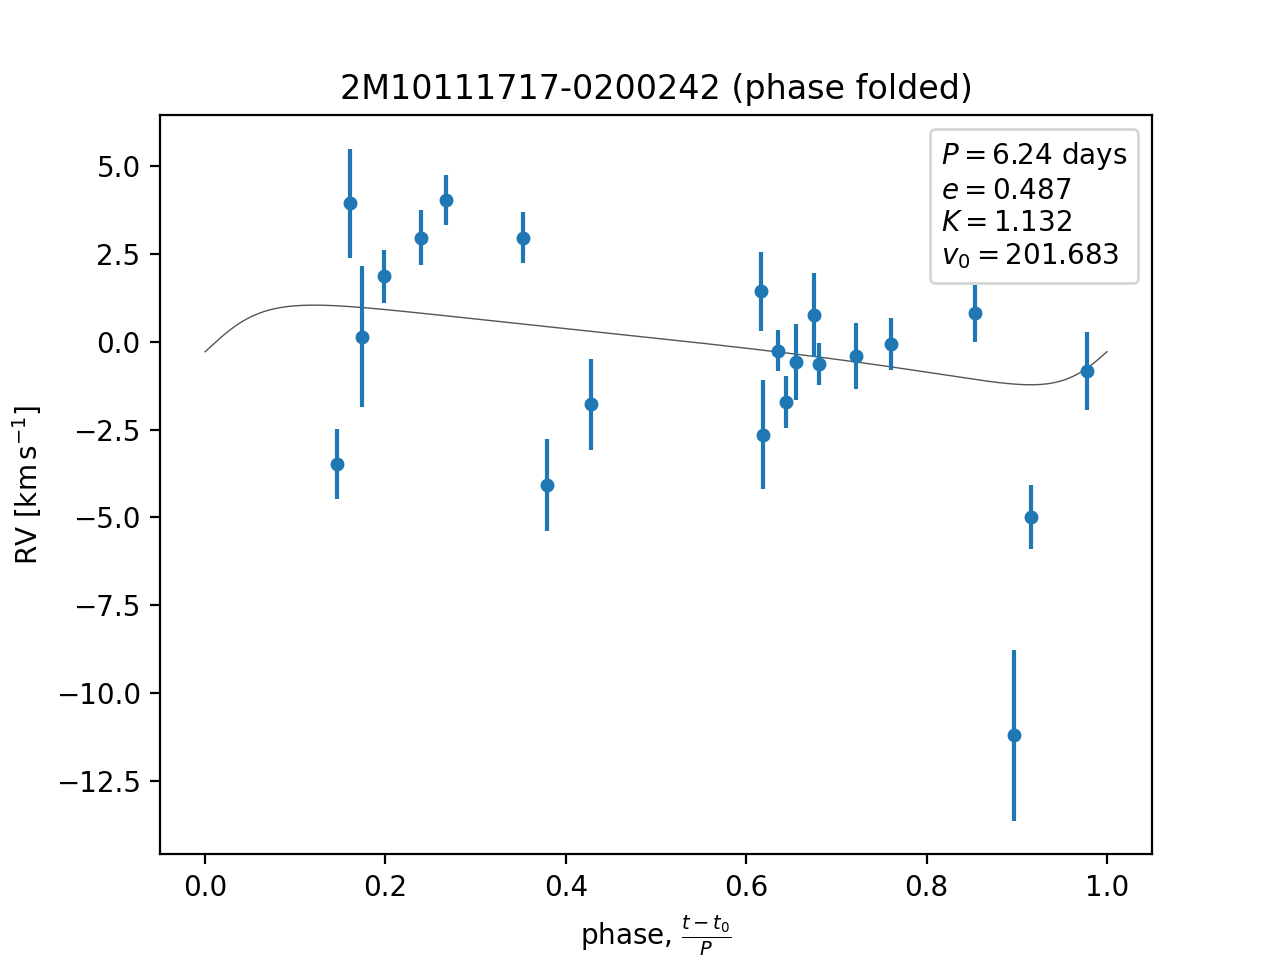 2M10111717-0200242 (phase folded)
P = 6.24 days
e = 0.487
K = 1.132
v₀ = 201.683
5.0
2.5
0.0
−2.5
−5.0
−7.5
−10.0
−12.5
RV [km s⁻¹]
0.0 0.2 0.4 0.6 0.8 1.0
phase, (t − t₀)/P